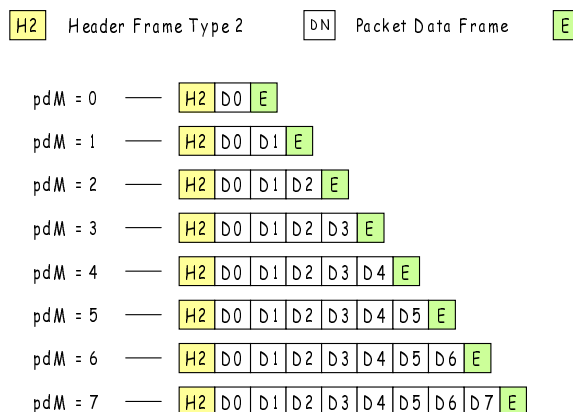 H2 Header Frame Type 2 DN Packet Data Frame E
pdM = 0 H2 D0 E
pdM = 1 H2 D0 D1 E
pdM = 2 H2 D0 D1 D2 E
pdM = 3 H2 D0 D1 D2 D3 E
pdM = 4 H2 D0 D1 D2 D3 D4 E
pdM = 5 H2 D0 D1 D2 D3 D4 D5 E
pdM = 6 H2 D0 D1 D2 D3 D4 D5 D6 E
pdM = 7 H2 D0 D1 D2 D3 D4 D5 D6 D7 E